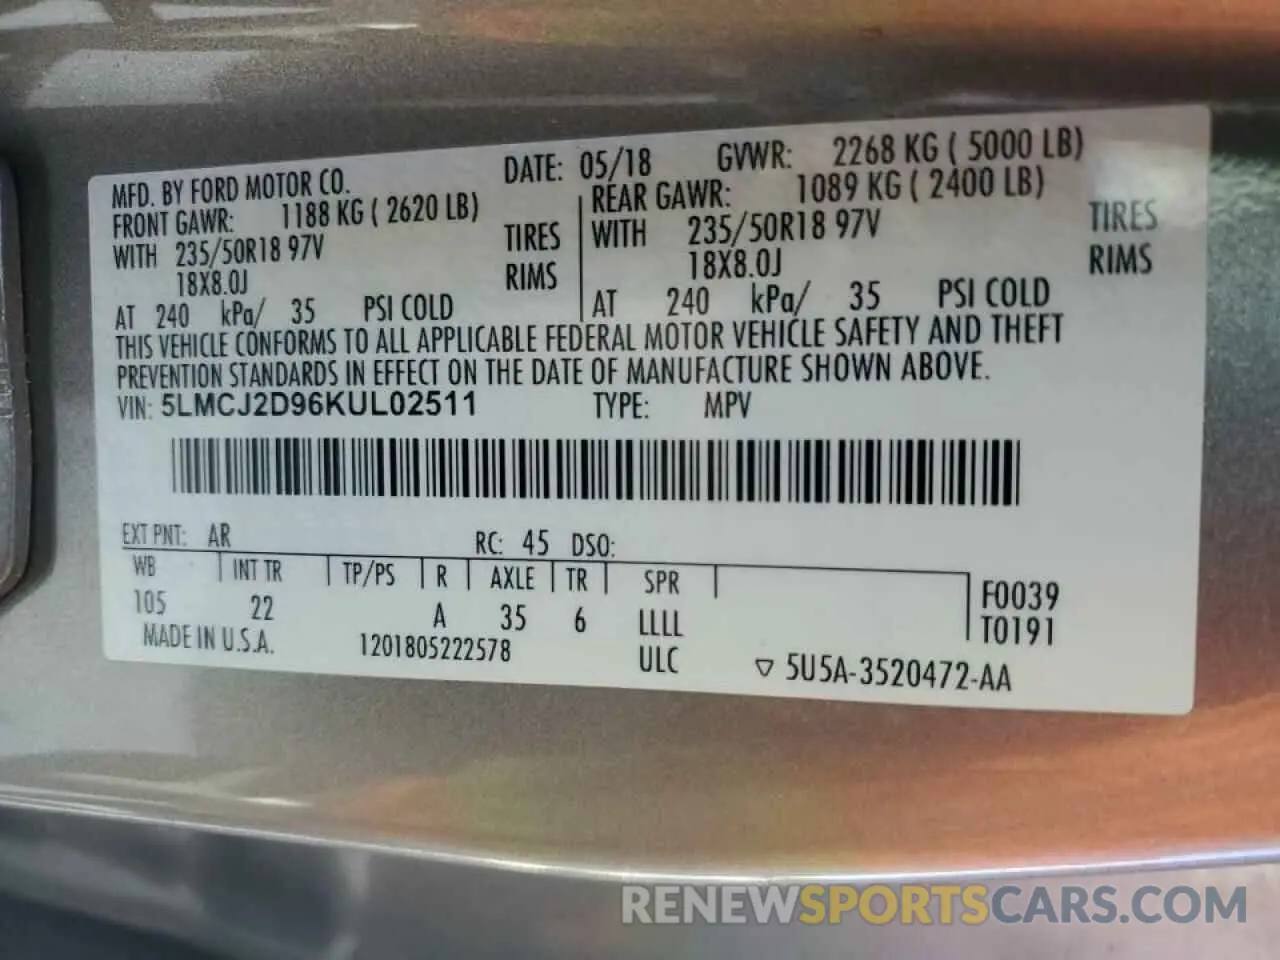 MFD. BY FORD MOTOR CO. DATE: 05/18 GVWR: 2268 KG ( 5000 LB)
FRONT GAWR: 1188 KG ( 2620 LB) REAR GAWR: 1089 KG ( 2400 LB)
WITH 235/50R18 97V TIRES WITH 235/50R18 97V TIRES
18X8.0J RIMS 18X8.0J RIMS
AT 240 kPa/ 35 PSI COLD AT 240 kPa/ 35 PSI COLD
THIS VEHICLE CONFORMS TO ALL APPLICABLE FEDERAL MOTOR VEHICLE SAFETY AND THEFT
PREVENTION STANDARDS IN EFFECT ON THE DATE OF MANUFACTURE SHOWN ABOVE.
VIN: 5LMCJ2D96KUL02511 TYPE: MPV
EXT PNT: AR RC: 45 DSO:
WB INT TR TP/PS R AXLE TR SPR F0039
105 22 A 35 6 LLLL T0191
MADE IN U.S.A. 1201805222578 ULC ▽ 5U5A-3520472-AA
RENEWSPORTSCARS.COM